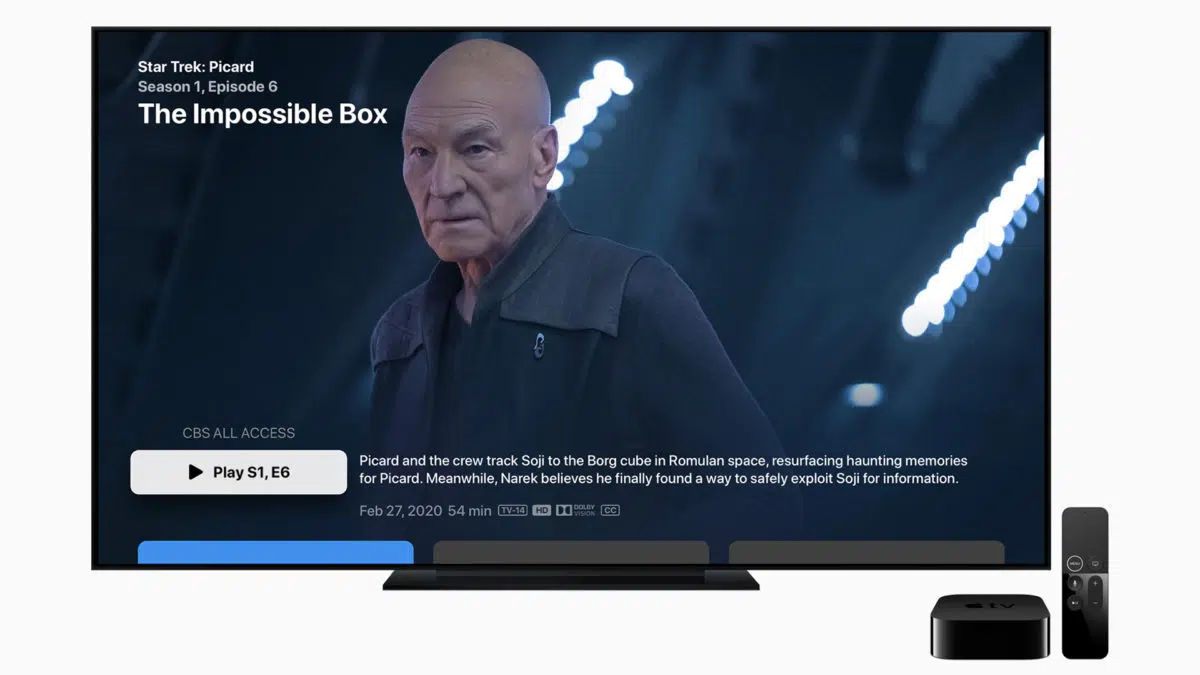 Star Trek: Picard
Season 1, Episode 6
The Impossible Box
CBS ALL ACCESS
Play S1, E6
Picard and the crew track Soji to the Borg cube in Romulan space, resurfacing haunting memories
for Picard. Meanwhile, Narek believes he finally found a way to safely exploit Soji for information.
Feb 27, 2020 54 min TV-14 HD DOLBY VISION CC
MENU
tv